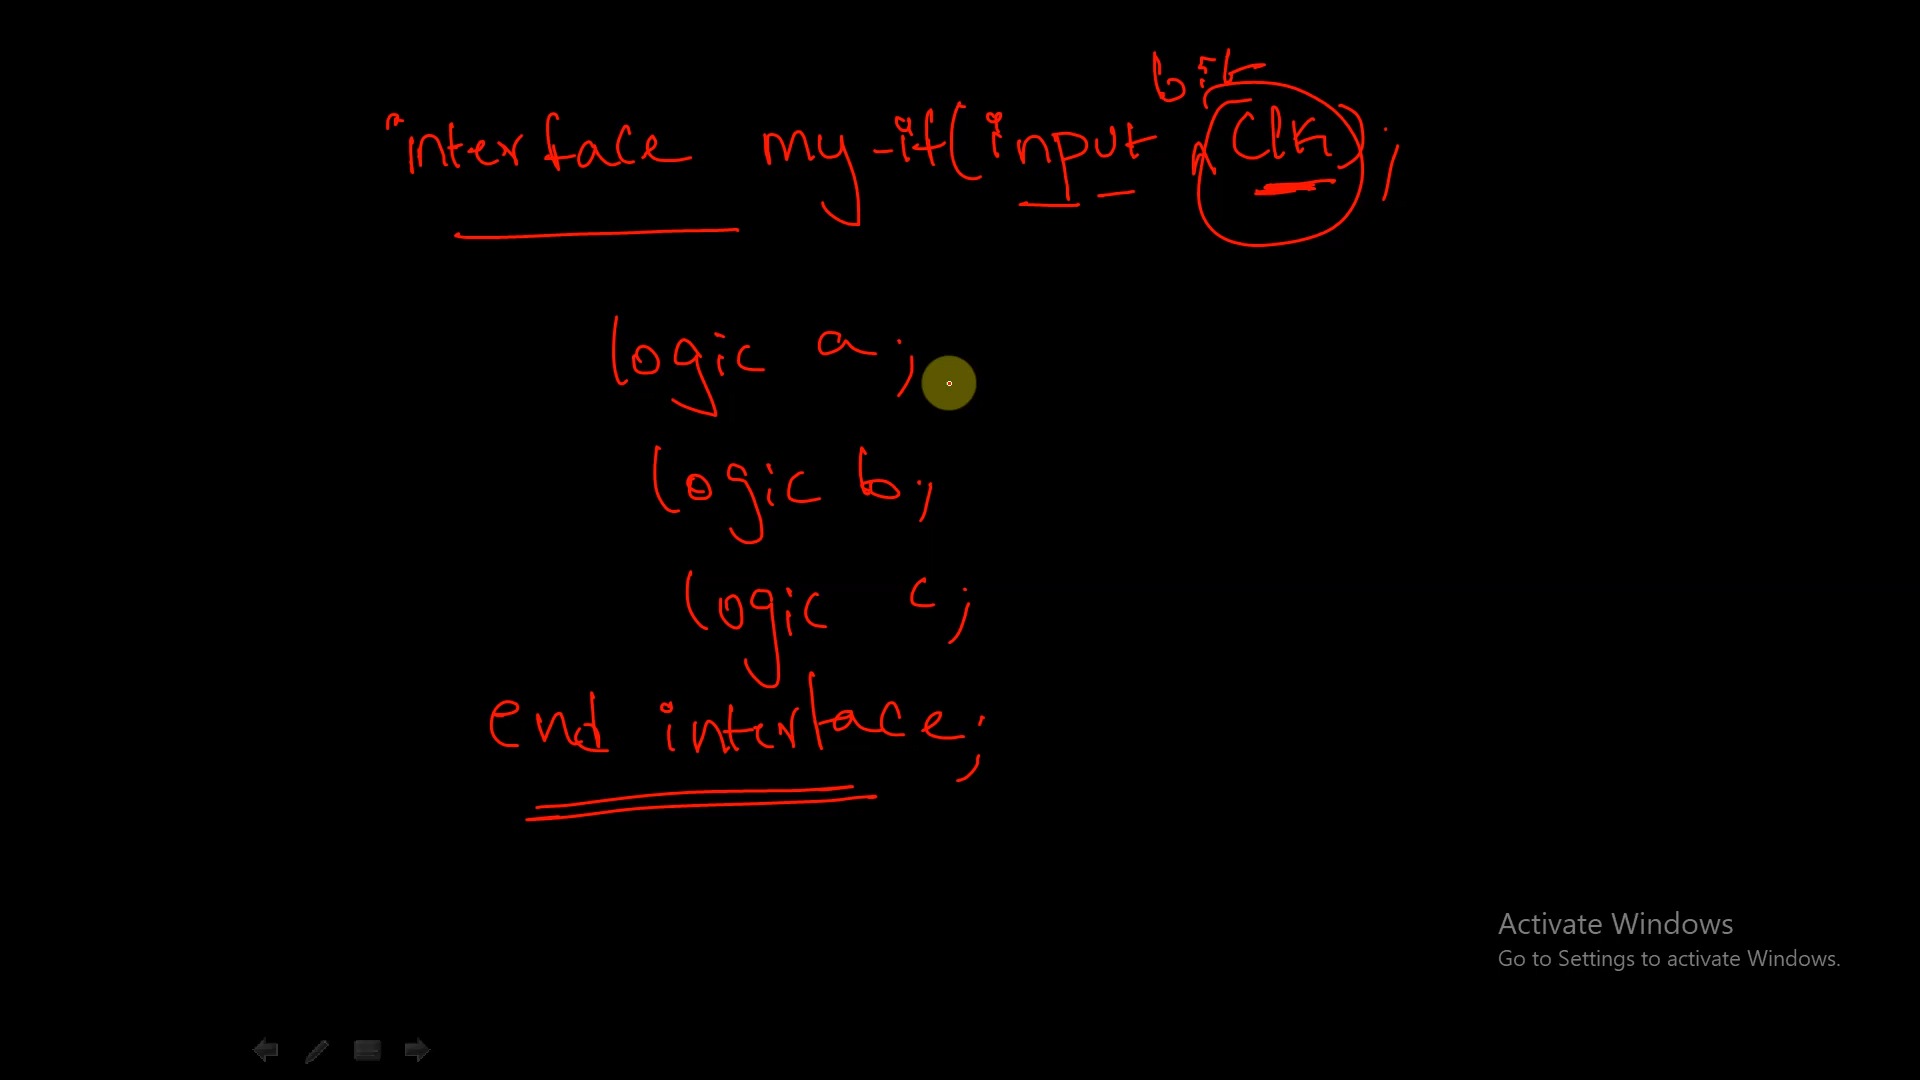 interface my_if(input bit clk);
logic a;
logic b;
logic c;
end interface;
Activate Windows
Go to Settings to activate Windows.